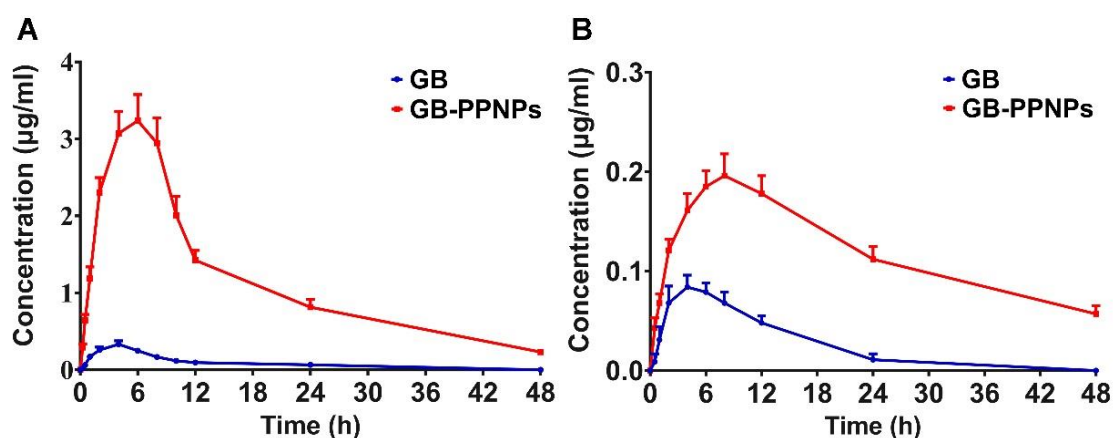 A
Concentration (μg/ml)
4
3
2
1
0
GB
GB-PPNPs
0 6 12 18 24 30 36 42 48
Time (h)
B
Concentration (μg/ml)
0.3
0.2
0.1
0.0
GB
GB-PPNPs
0 6 12 18 24 30 36 42 48
Time (h)